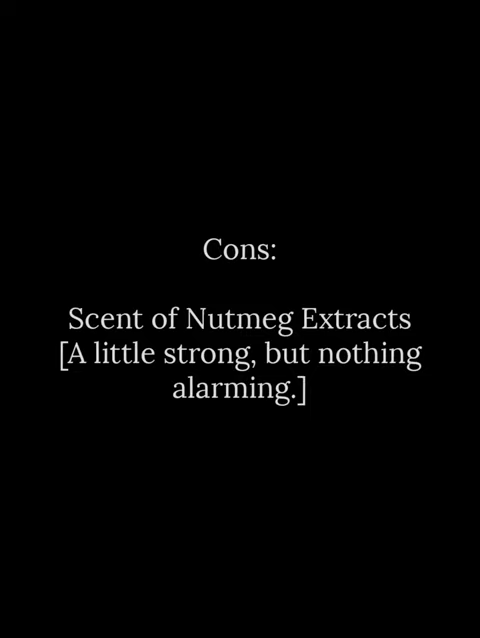 Cons:
Scent of Nutmeg Extracts
[A little strong, but nothing
alarming.]